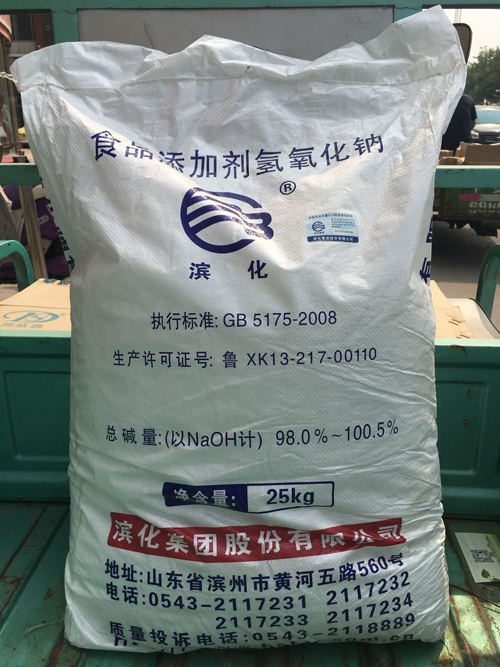 食品添加剂氢氧化钠
®
滨化
执行标准: GB 5175-2008
生产许可证号: 鲁 XK13-217-00110
总碱量:(以NaOH计) 98.0%~100.5%
净含量: 25kg
滨化集团股份有限公司
地址:山东省滨州市黄河五路560号
电话:0543-2117231 2117232
2117233 2117234
质量投诉电话:0543-2118889